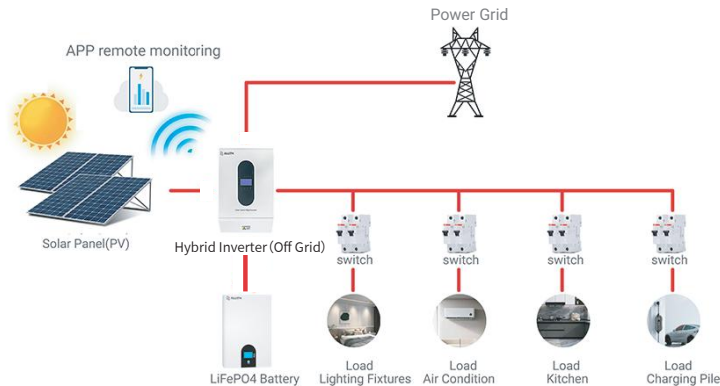 Power Grid
APP remote monitoring
Solar Panel(PV)
Hybrid Inverter(Off Grid)
switch
switch
switch
switch
LiFePO4 Battery
Load
Lighting Fixtures
Load
Air Condition
Load
Kitchen
Load
Charging Pile